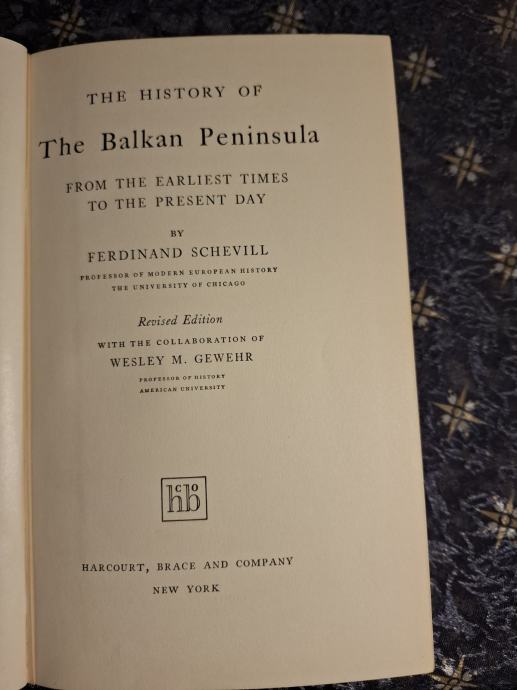 THE HISTORY OF
The Balkan Peninsula
FROM THE EARLIEST TIMES
TO THE PRESENT DAY
BY
FERDINAND SCHEVILL
PROFESSOR OF MODERN EUROPEAN HISTORY
THE UNIVERSITY OF CHICAGO
Revised Edition
WITH THE COLLABORATION OF
WESLEY M. GEWEHR
PROFESSOR OF HISTORY
AMERICAN UNIVERSITY
hbco
HARCOURT, BRACE AND COMPANY
NEW YORK